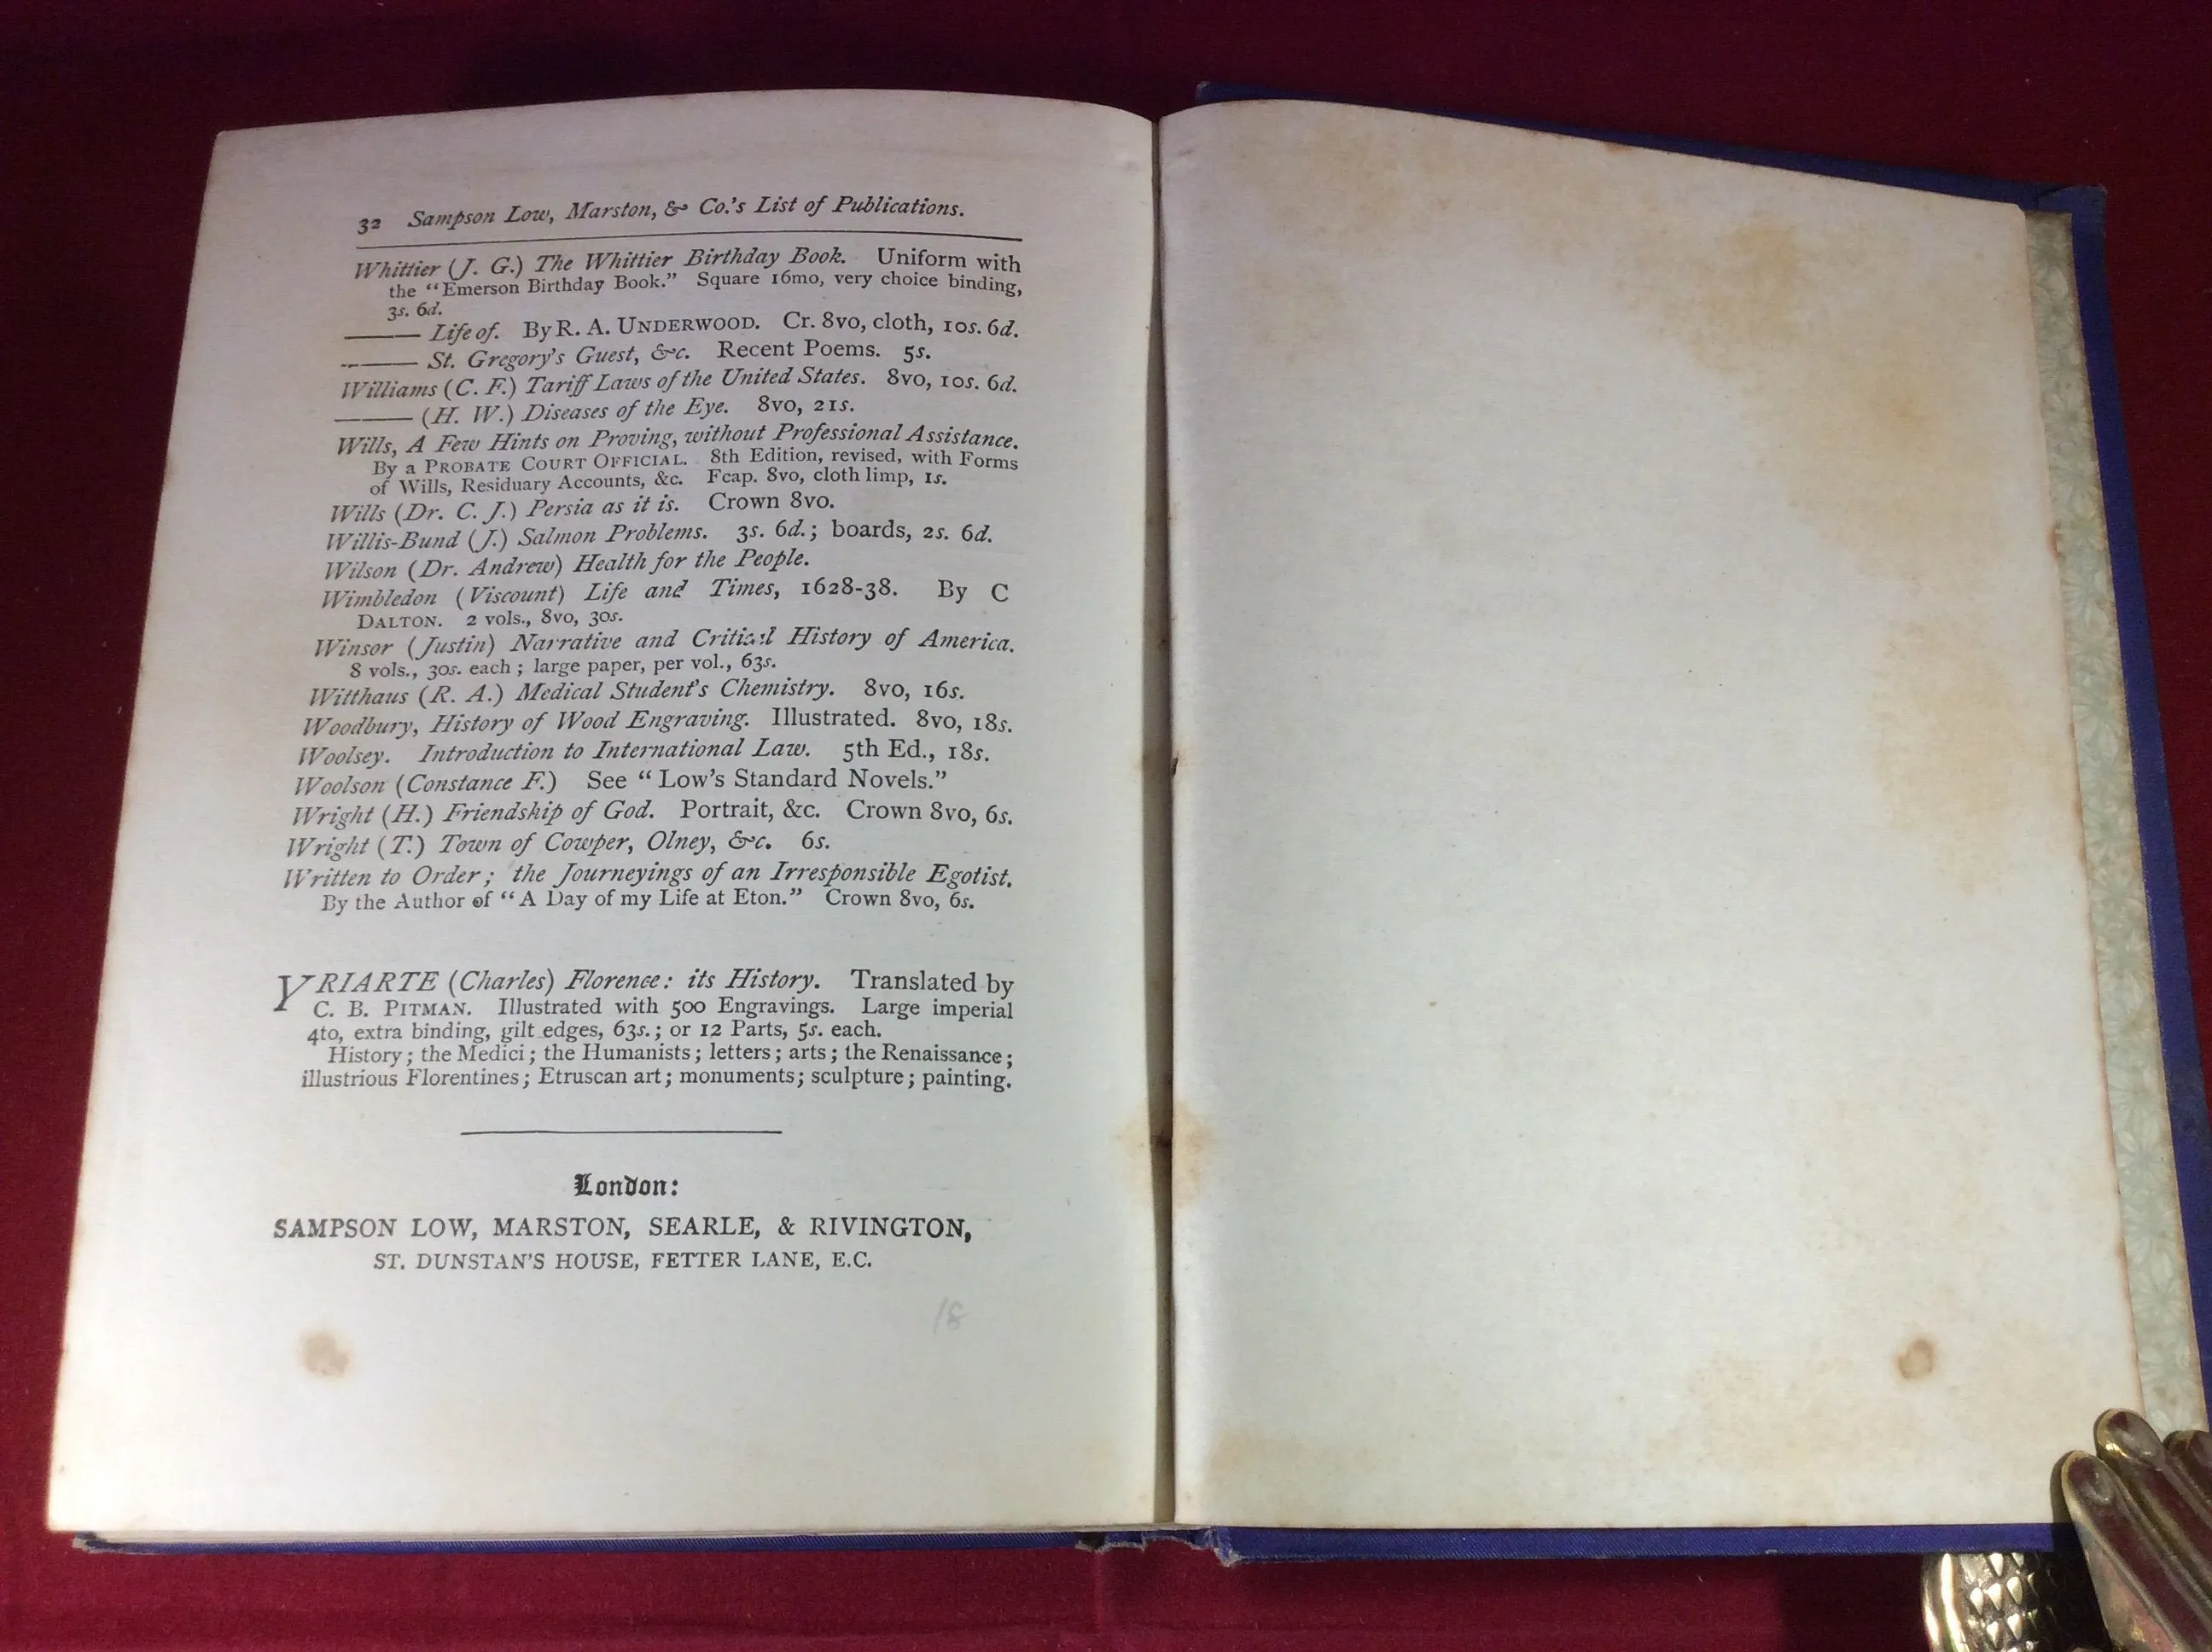 32 Sampson Low, Marston, & Co.'s List of Publications.
Whittier (J. G.) The Whittier Birthday Book. Uniform with
the "Emerson Birthday Book." Square 16mo, very choice binding,
3s. 6d.
——— Life of. By R. A. UNDERWOOD. Cr. 8vo, cloth, 10s. 6d.
——— St. Gregory's Guest, &c. Recent Poems. 5s.
Williams (C. F.) Tariff Laws of the United States. 8vo, 10s. 6d.
——— (H. W.) Diseases of the Eye. 8vo, 21s.
Wills, A Few Hints on Proving, without Professional Assistance.
By a PROBATE COURT OFFICIAL. 8th Edition, revised, with Forms
of Wills, Residuary Accounts, &c. Fcap. 8vo, cloth limp, 1s.
Wills (Dr. C. J.) Persia as it is. Crown 8vo.
Willis-Bund (J.) Salmon Problems. 3s. 6d.; boards, 2s. 6d.
Wilson (Dr. Andrew) Health for the People.
Wimbledon (Viscount) Life and Times, 1628-38. By C
DALTON. 2 vols., 8vo, 30s.
Winsor (Justin) Narrative and Critical History of America.
8 vols., 30s. each; large paper, per vol., 63s.
Witthaus (R. A.) Medical Student's Chemistry. 8vo, 16s.
Woodbury, History of Wood Engraving. Illustrated. 8vo, 18s.
Woolsey. Introduction to International Law. 5th Ed., 18s.
Woolson (Constance F.) See "Low's Standard Novels."
Wright (H.) Friendship of God. Portrait, &c. Crown 8vo, 6s.
Wright (T.) Town of Cowper, Olney, &c. 6s.
Written to Order; the Journeyings of an Irresponsible Egotist.
By the Author of "A Day of my Life at Eton." Crown 8vo, 6s.
YRIARTE (Charles) Florence: its History. Translated by
C. B. PITMAN. Illustrated with 500 Engravings. Large imperial
4to, extra binding, gilt edges, 63s.; or 12 Parts, 5s. each.
History; the Medici; the Humanists; letters; arts; the Renaissance;
illustrious Florentines; Etruscan art; monuments; sculpture; painting.
London:
SAMPSON LOW, MARSTON, SEARLE, & RIVINGTON,
ST. DUNSTAN'S HOUSE, FETTER LANE, E.C.
18